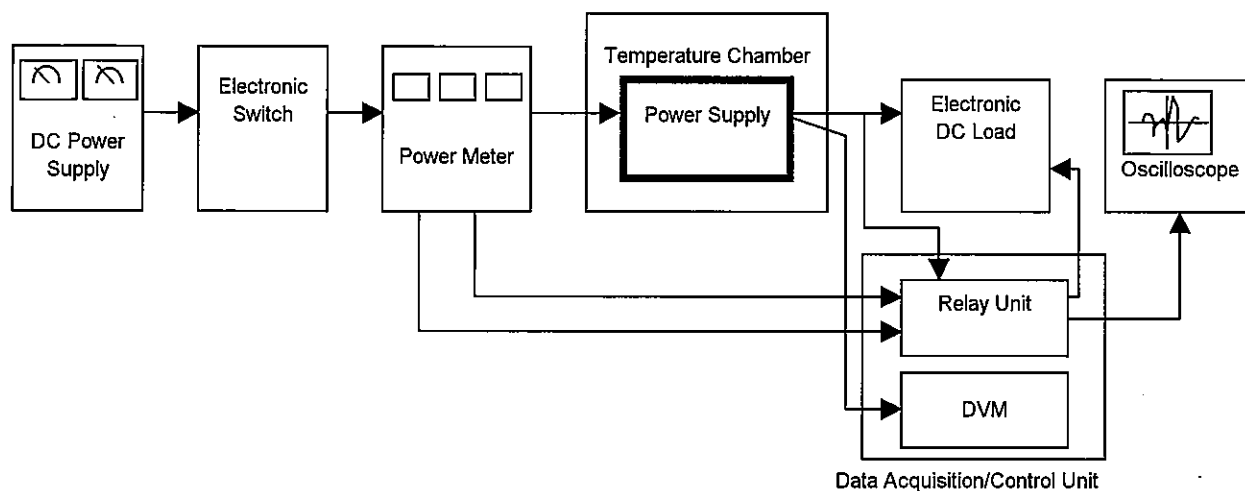 DC Power
Supply
Electronic
Switch
Power Meter
Temperature Chamber
Power Supply
Electronic
DC Load
Oscilloscope
Relay Unit
DVM
Data Acquisition/Control Unit